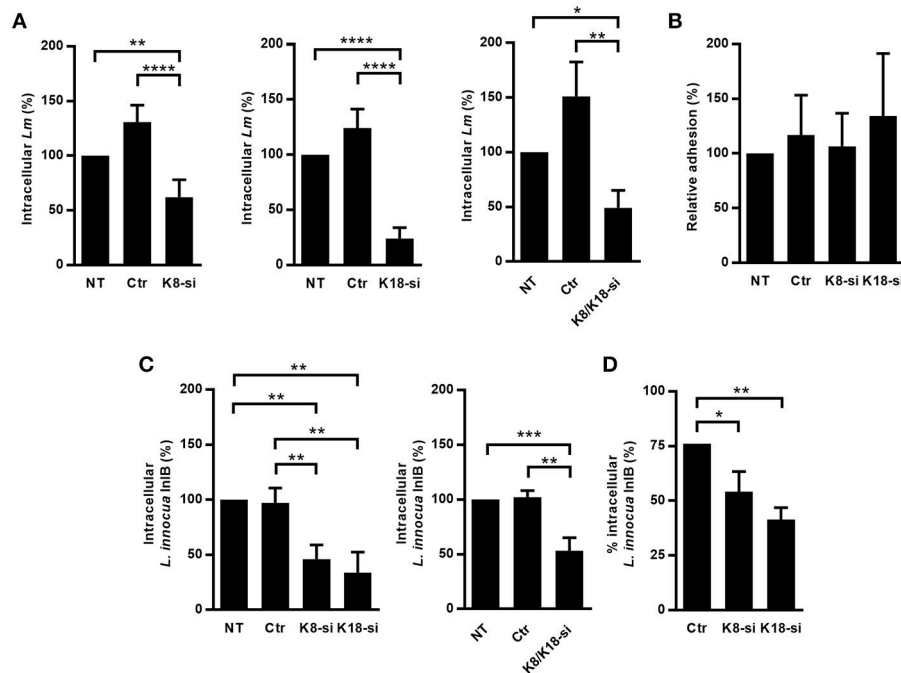 A
Intracellular Lm (%)
200
150
100
50
0
**
****
NT Ctr K8-si
Intracellular Lm (%)
200
150
100
50
0
****
****
NT Ctr K18-si
Intracellular Lm (%)
200
150
100
50
0
*
**
NT
Ctr
K8/K18-si
B
Relative adhesion (%)
200
150
100
50
0
NT Ctr K8-si K18-si
C
Intracellular
L. innocua InlB (%)
200
150
100
50
0
**
**
**
**
NT Ctr K8-si K18-si
Intracellular
L. innocua InlB (%)
200
150
100
50
0
***
**
NT
Ctr
K8/K18-si
D
% intracellular
L. innocua InlB (%)
100
75
50
25
0
**
*
Ctr K8-si K18-si